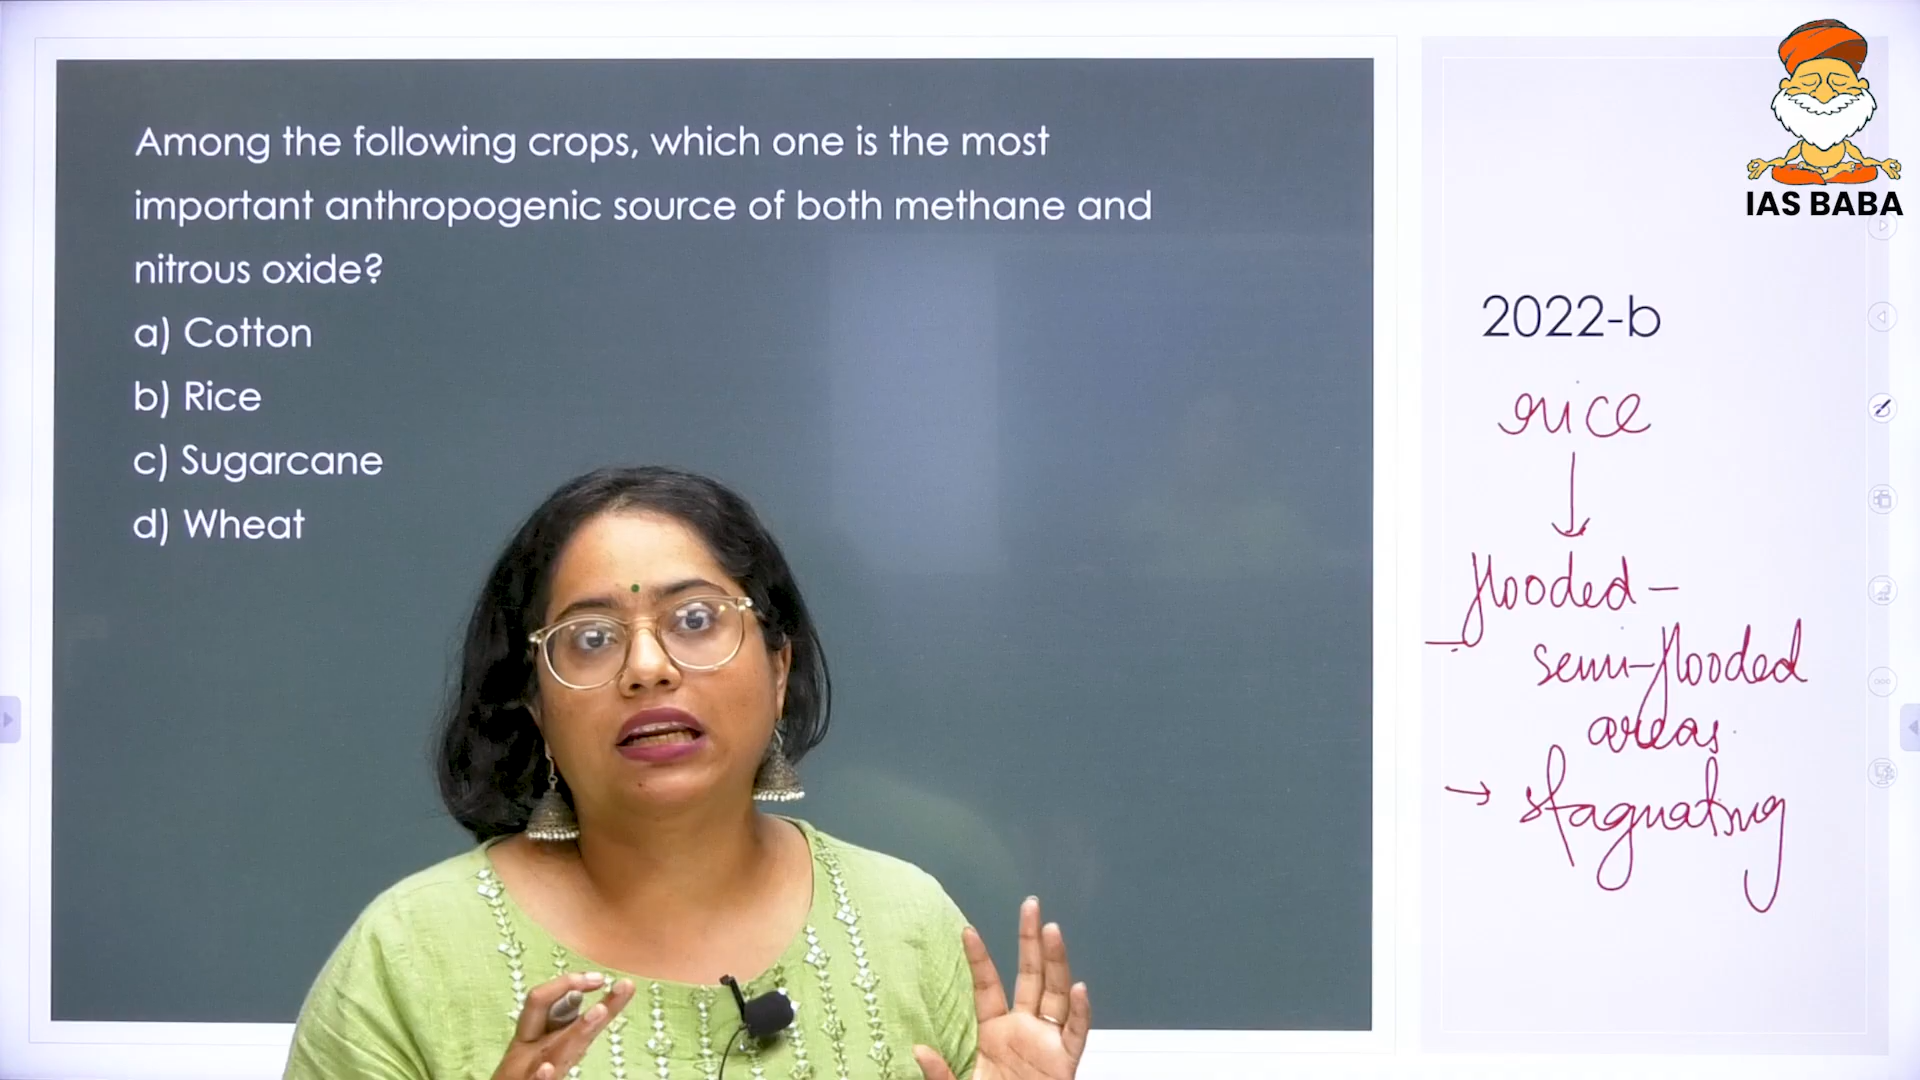 Among the following crops, which one is the most
important anthropogenic source of both methane and
nitrous oxide?
a) Cotton
b) Rice
c) Sugarcane
d) Wheat
IAS BABA
2022-b
rice
flooded -
semi-flooded
areas
→ stagnating